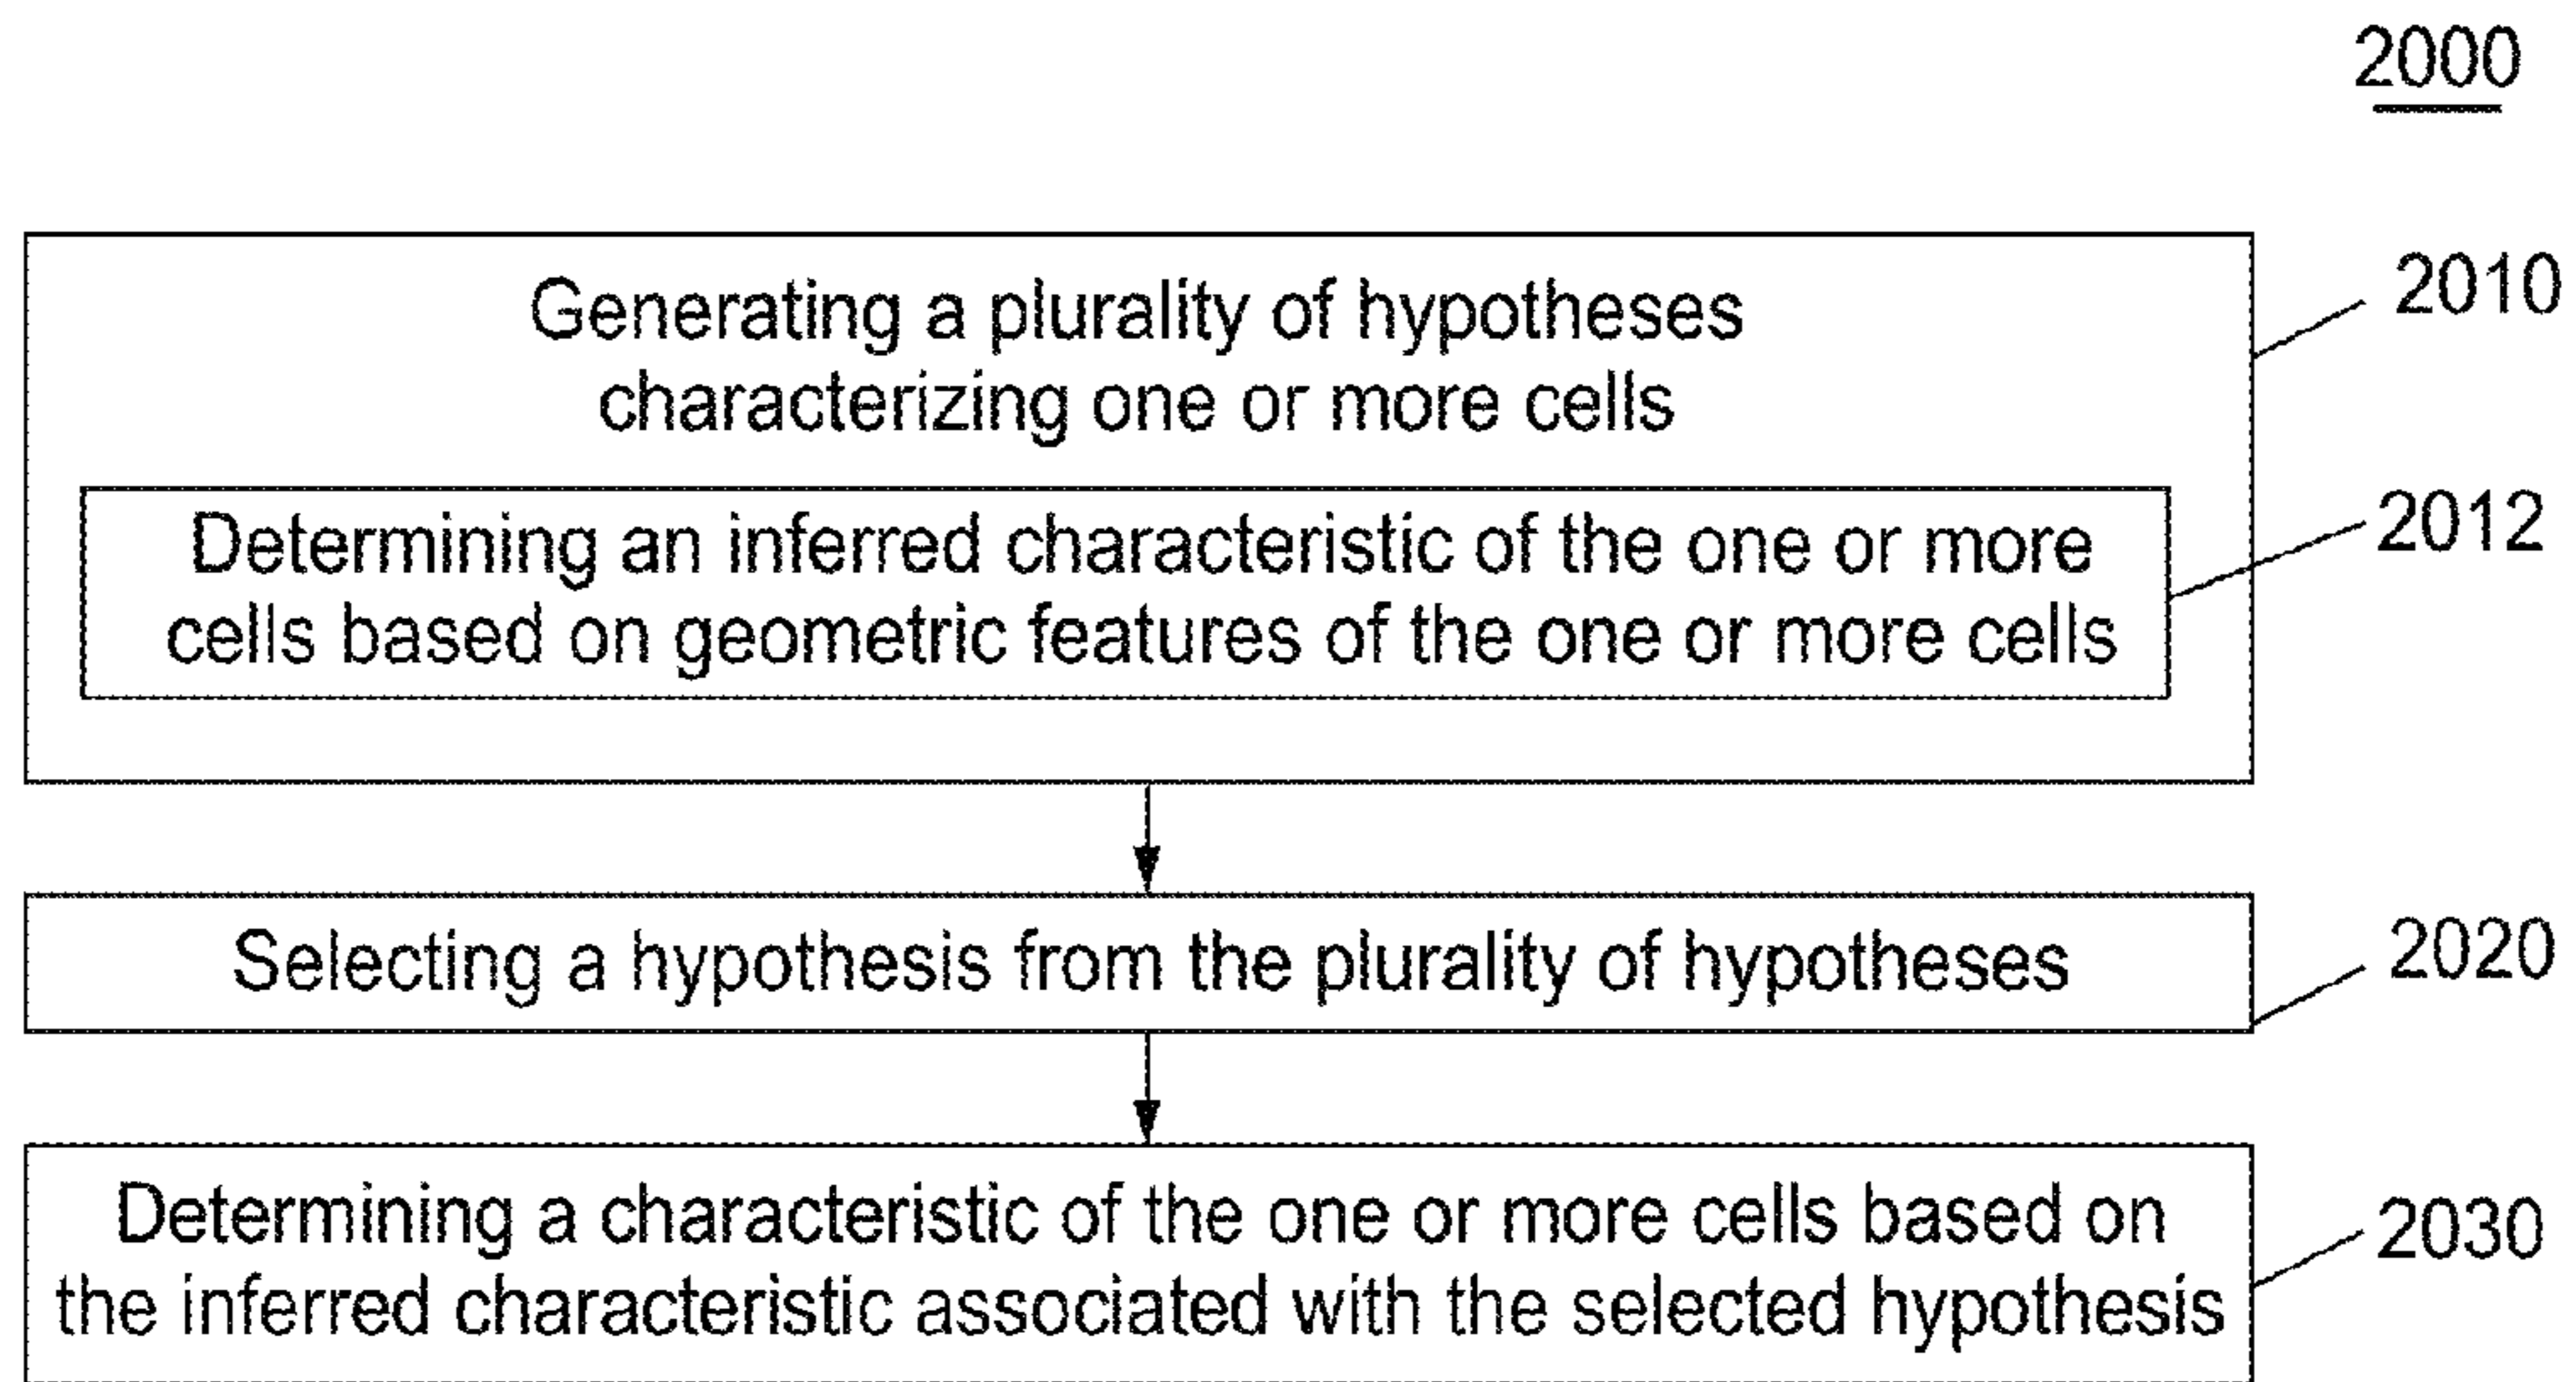 2000
Generating a plurality of hypotheses
2010
characterizing one or more cells
Determining an inferred characteristic of the one or more
2012
cells based on geometric features of the one or more cells
Selecting a hypothesis from the plurality of hypotheses
2020
Determining a characteristic of the one or more cells based on
2030
the inferred characteristic associated with the selected hypothesis